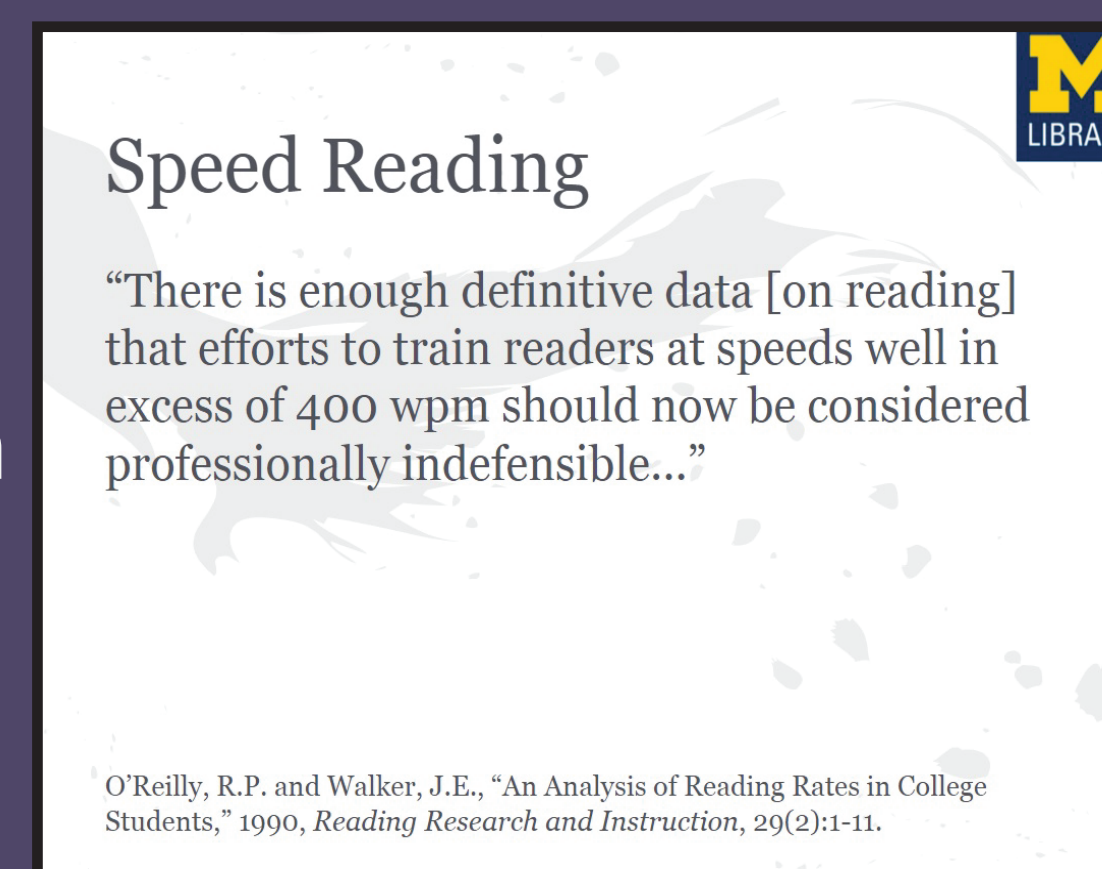 M
LIBRA
Speed Reading
“There is enough definitive data [on reading]
that efforts to train readers at speeds well in
excess of 400 wpm should now be considered
professionally indefensible…”
O’Reilly, R.P. and Walker, J.E., “An Analysis of Reading Rates in College
Students,” 1990, Reading Research and Instruction, 29(2):1-11.